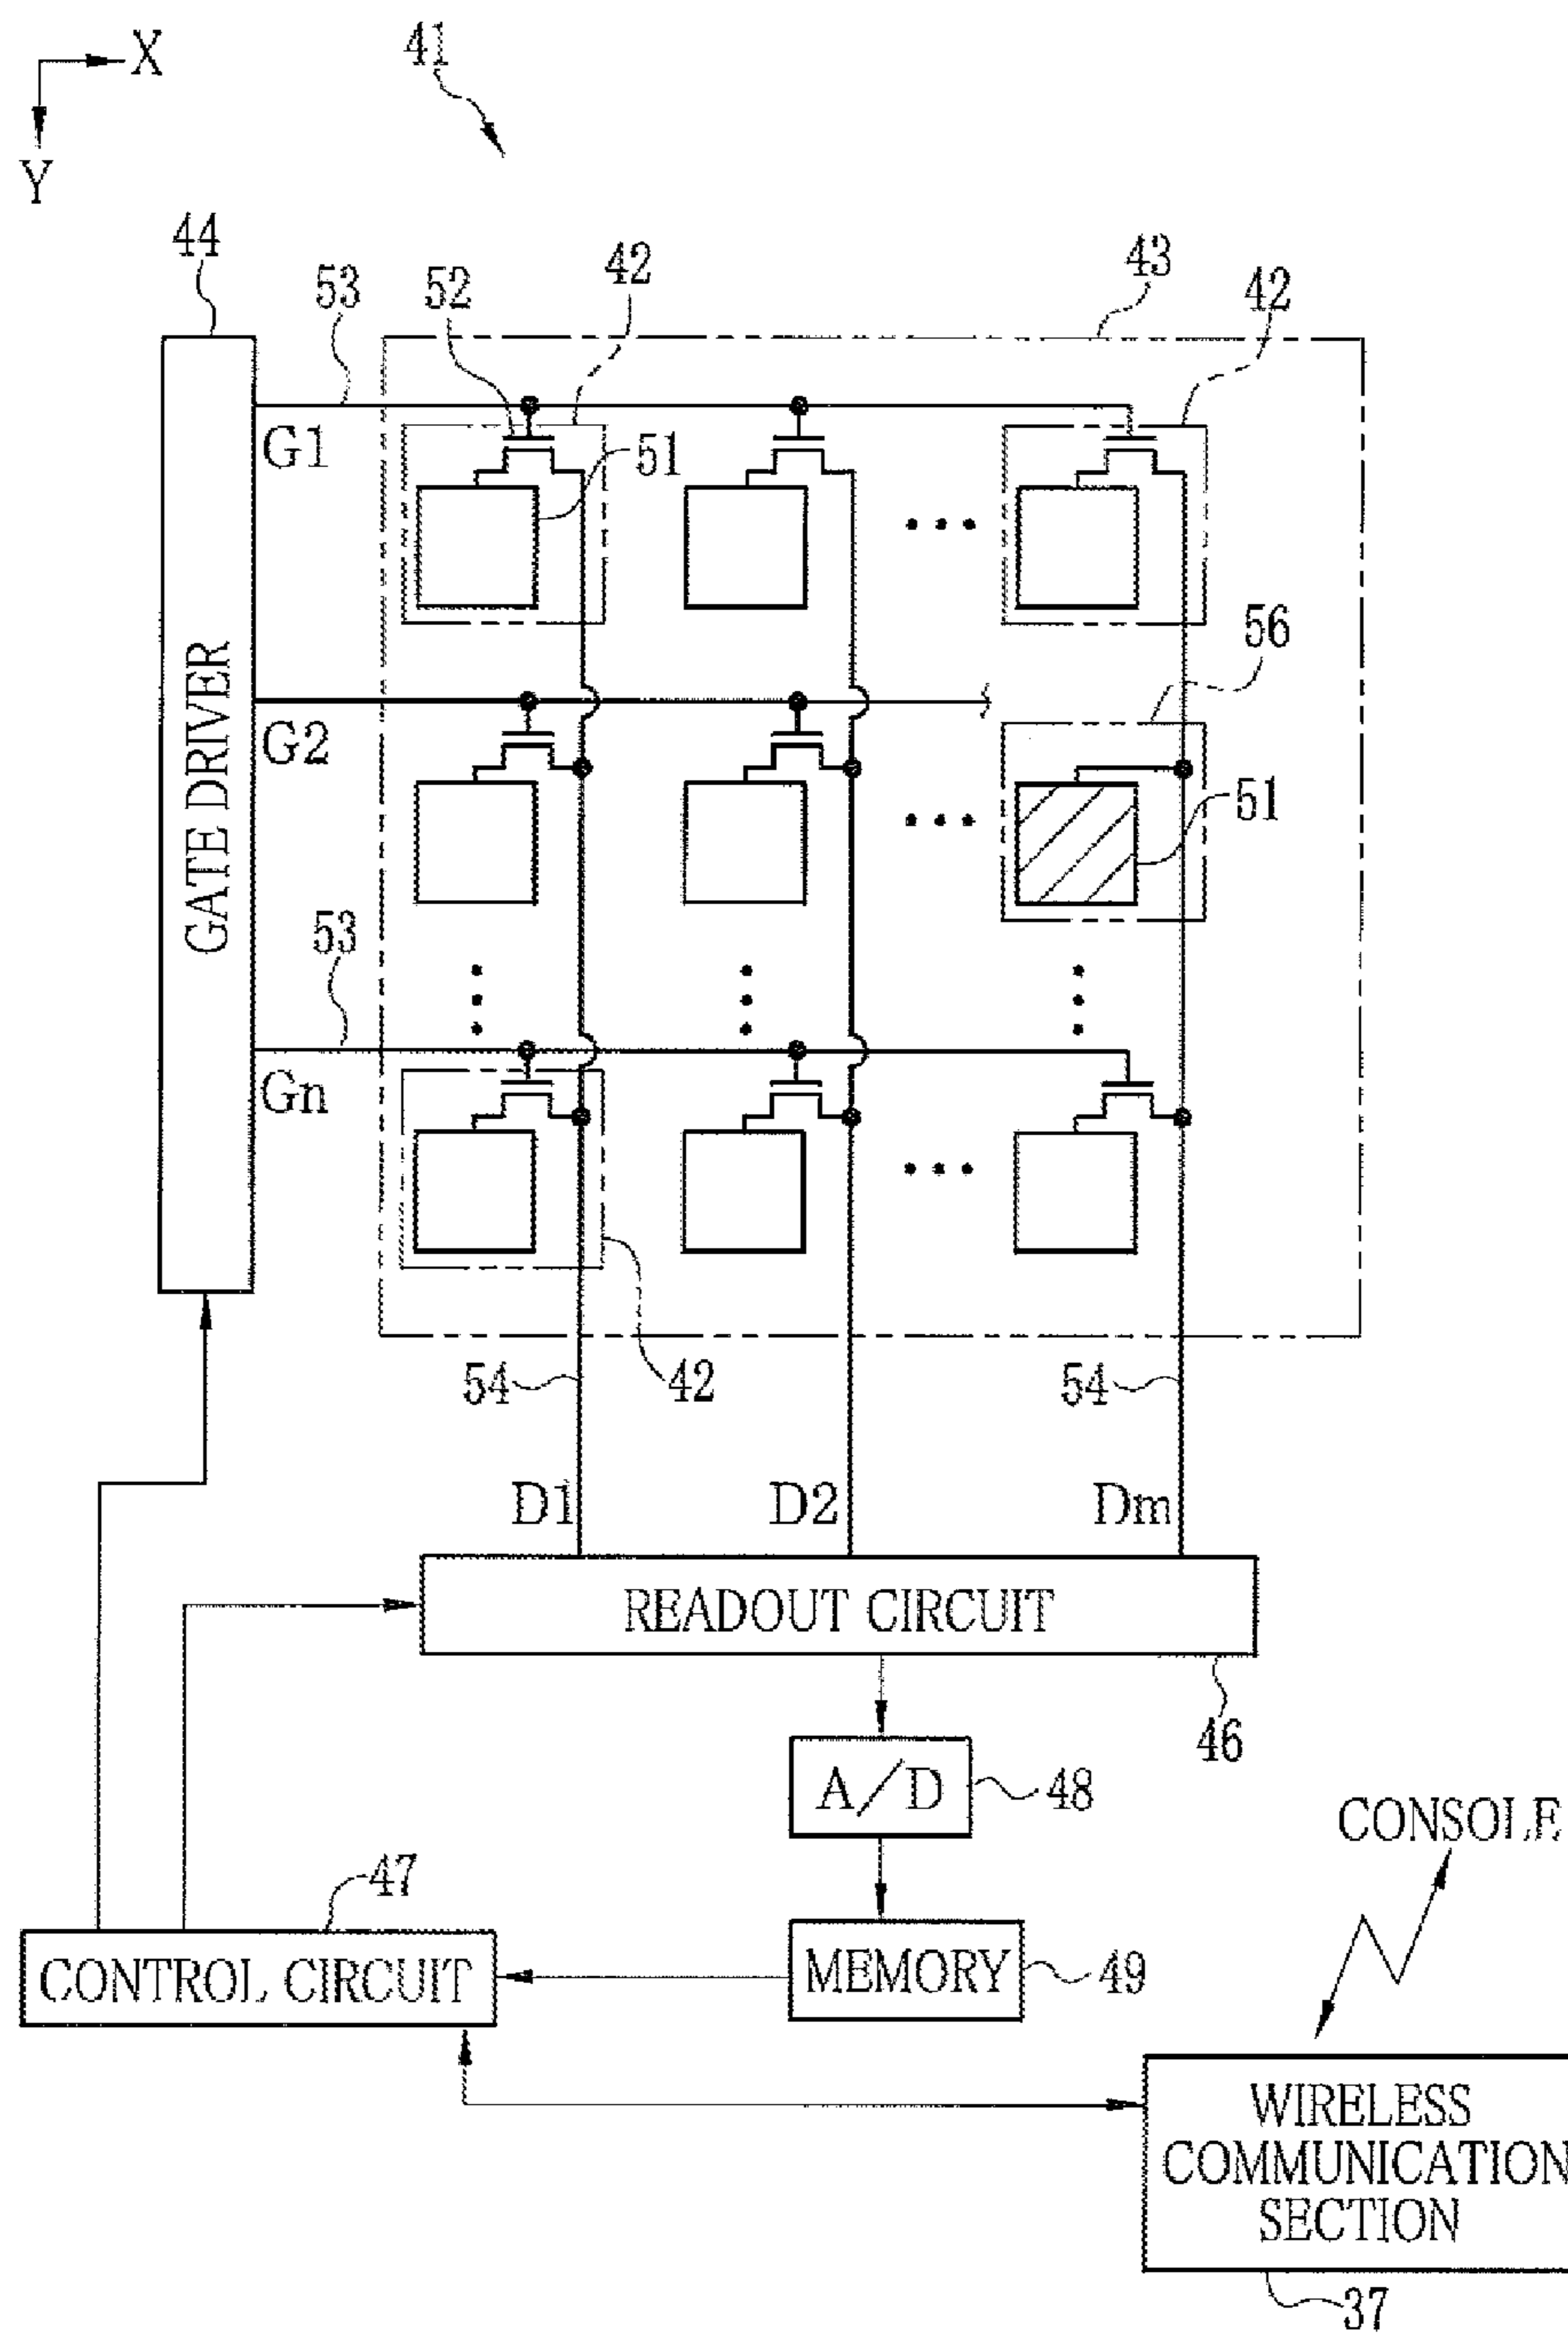 X
Y
41
44
53
52
42
43
42
G1
51
56
G2
51
GATE DRIVER
53
Gn
54
42
54
D1
D2
Dm
READOUT CIRCUIT
46
A/D
48
CONSOLE
47
CONTROL CIRCUIT
MEMORY
49
WIRELESS
COMMUNICATION
SECTION
37